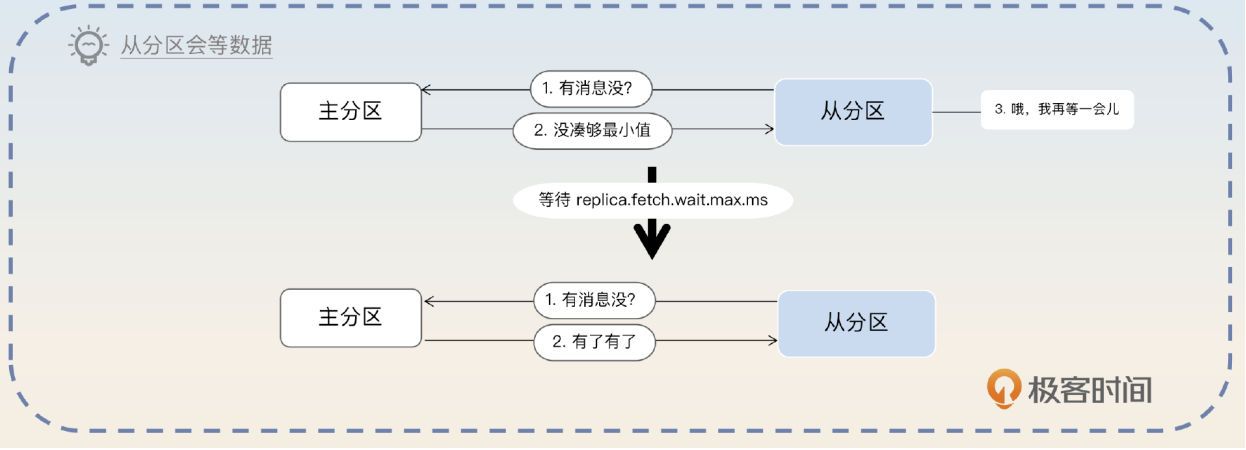 从分区会等数据
主分区
1. 有消息没？
2. 没凑够最小值
从分区
3. 哦，我再等一会儿
等待 replica.fetch.wait.max.ms
主分区
1. 有消息没？
2. 有了有了
从分区
极客时间